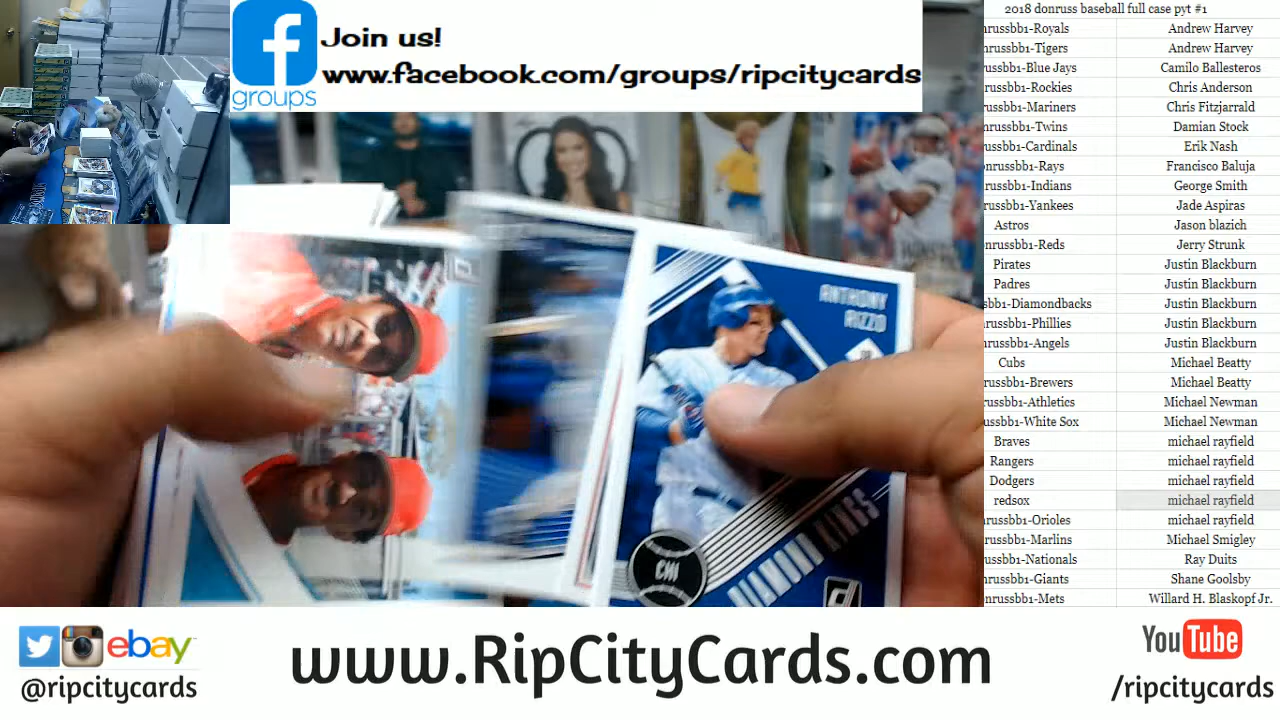 Join us!
www.facebook.com/groups/ripcitycards
f
groups
2018 donruss baseball full case pyt #1
nrussbb1-Royals Andrew Harvey
nrussbb1-Tigers Andrew Harvey
russbb1-Blue Jays Camilo Ballesteros
russbb1-Rockies Chris Anderson
russbb1-Mariners Chris Fitzjarrald
nrussbb1-Twins Damian Stock
russbb1-Cardinals Erik Nash
onrussbb1-Rays Francisco Baluja
russbb1-Indians George Smith
russbb1-Yankees Jade Aspiras
Astros Jason blazich
onrussbb1-Reds Jerry Strunk
Pirates Justin Blackburn
Padres Justin Blackburn
sbb1-Diamondbacks Justin Blackburn
russbb1-Phillies Justin Blackburn
nrussbb1-Angels Justin Blackburn
Cubs Michael Beatty
russbb1-Brewers Michael Beatty
russbb1-Athletics Michael Newman
russbb1-White Sox Michael Newman
Braves michael rayfield
Rangers michael rayfield
Dodgers michael rayfield
redsox michael rayfield
russbb1-Orioles michael rayfield
russbb1-Marlins Michael Smigley
ussbb1-Nationals Ray Duits
nrussbb1-Giants Shane Goolsby
onrussbb1-Mets Willard H. Blaskopf Jr.
ANTHONY
RIZZO
CHI
DIAMOND KINGS
ebay
@ripcitycards
www.RipCityCards.com
YouTube
/ripcitycards